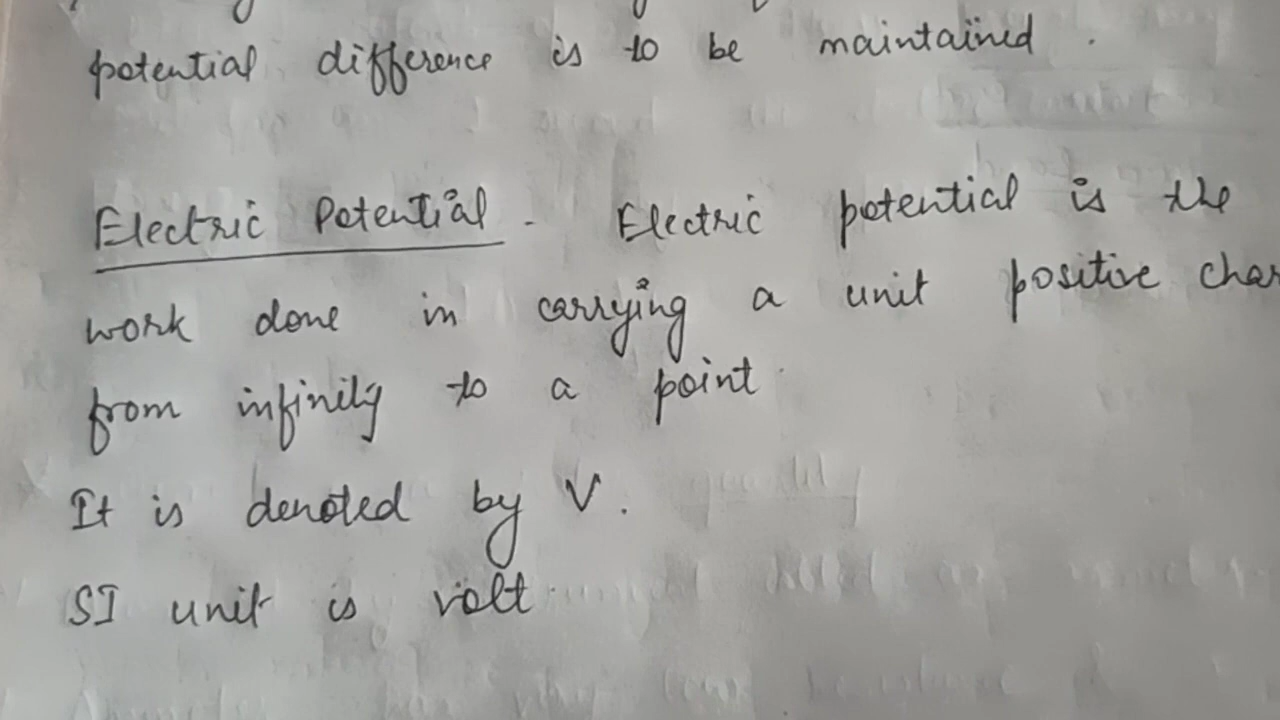 potential difference is to be maintained.
Electric Potential - Electric potential is the
work done in carrying a unit positive char
from infinity to a point
It is denoted by V.
SI unit is volt